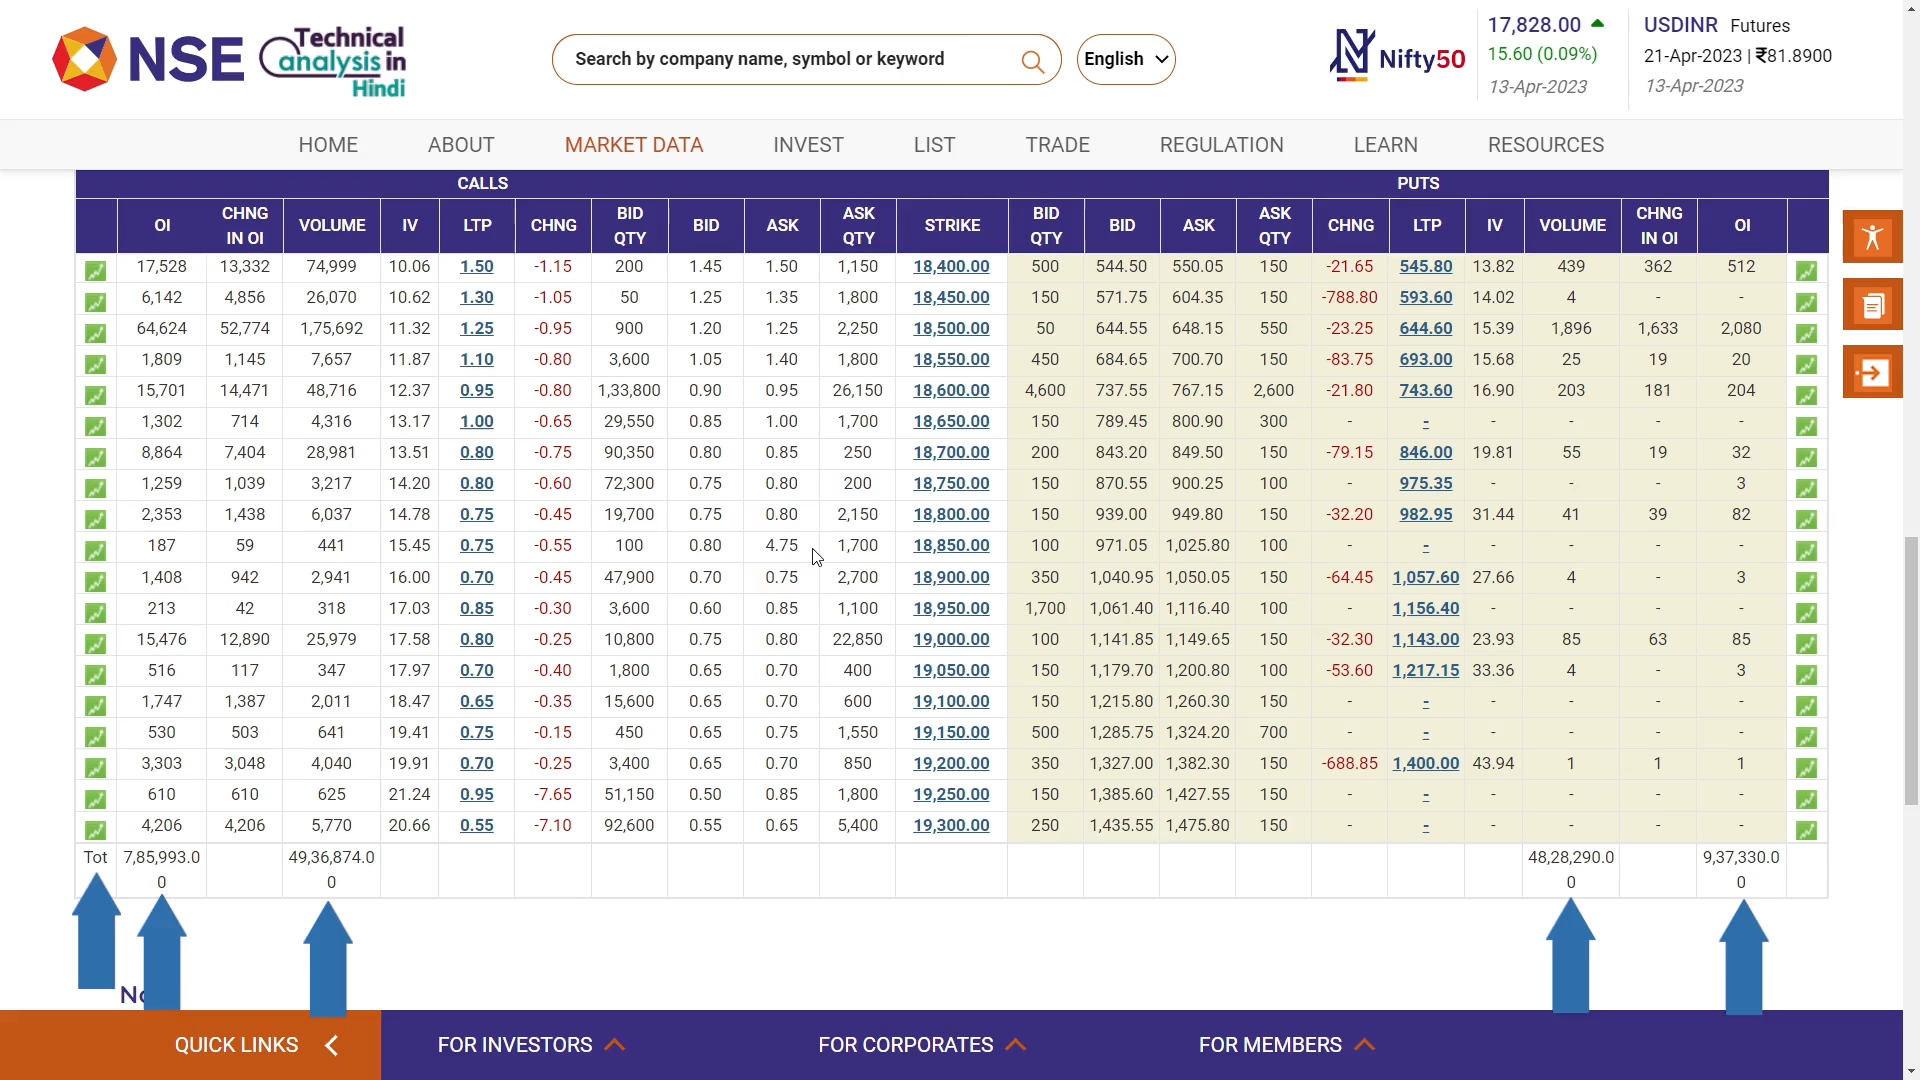 NSE
Technical
analysis in
Hindi
Search by company name, symbol or keyword
English
Nifty50
17,828.00
15.60 (0.09%)
13-Apr-2023
USDINR Futures
21-Apr-2023 | ₹81.8900
13-Apr-2023
HOME ABOUT MARKET DATA INVEST LIST TRADE REGULATION LEARN RESOURCES
CALLS PUTS
OI CHNG IN OI VOLUME IV LTP CHNG BID QTY BID ASK ASK QTY STRIKE BID QTY BID ASK ASK QTY CHNG LTP IV VOLUME CHNG IN OI OI
17,528 13,332 74,999 10.06 1.50 -1.15 200 1.45 1.50 1,150 18,400.00 500 544.50 550.05 150 -21.65 545.80 13.82 439 362 512
6,142 4,856 26,070 10.62 1.30 -1.05 50 1.25 1.35 1,800 18,450.00 150 571.75 604.35 150 -788.80 593.60 14.02 4 - -
64,624 52,774 1,75,692 11.32 1.25 -0.95 900 1.20 1.25 2,250 18,500.00 50 644.55 648.15 550 -23.25 644.60 15.39 1,896 1,633 2,080
1,809 1,145 7,657 11.87 1.10 -0.80 3,600 1.05 1.40 1,800 18,550.00 450 684.65 700.70 150 -83.75 693.00 15.68 25 19 20
15,701 14,471 48,716 12.37 0.95 -0.80 1,33,800 0.90 0.95 26,150 18,600.00 4,600 737.55 767.15 2,600 -21.80 743.60 16.90 203 181 204
1,302 714 4,316 13.17 1.00 -0.65 29,550 0.85 1.00 1,700 18,650.00 150 789.45 800.90 300 - - - - - -
8,864 7,404 28,981 13.51 0.80 -0.75 90,350 0.80 0.85 250 18,700.00 200 843.20 849.50 150 -79.15 846.00 19.81 55 19 32
1,259 1,039 3,217 14.20 0.80 -0.60 72,300 0.75 0.80 200 18,750.00 150 870.55 900.25 100 - 975.35 - - - 3
2,353 1,438 6,037 14.78 0.75 -0.45 19,700 0.75 0.80 2,150 18,800.00 150 939.00 949.80 150 -32.20 982.95 31.44 41 39 82
187 59 441 15.45 0.75 -0.55 100 0.80 4.75 1,700 18,850.00 100 971.05 1,025.80 100 - - - - - -
1,408 942 2,941 16.00 0.70 -0.45 47,900 0.70 0.75 2,700 18,900.00 350 1,040.95 1,050.05 150 -64.45 1,057.60 27.66 4 - 3
213 42 318 17.03 0.85 -0.30 3,600 0.60 0.85 1,100 18,950.00 1,700 1,061.40 1,116.40 100 - 1,156.40 - - - -
15,476 12,890 25,979 17.58 0.80 -0.25 10,800 0.75 0.80 22,850 19,000.00 100 1,141.85 1,149.65 150 -32.30 1,143.00 23.93 85 63 85
516 117 347 17.97 0.70 -0.40 1,800 0.65 0.70 400 19,050.00 150 1,179.70 1,200.80 100 -53.60 1,217.15 33.36 4 - 3
1,747 1,387 2,011 18.47 0.65 -0.35 15,600 0.65 0.70 600 19,100.00 150 1,215.80 1,260.30 150 - - - - - -
530 503 641 19.41 0.75 -0.15 450 0.65 0.75 1,550 19,150.00 500 1,285.75 1,324.20 700 - - - - - -
3,303 3,048 4,040 19.91 0.70 -0.25 3,400 0.65 0.70 850 19,200.00 350 1,327.00 1,382.30 150 -688.85 1,400.00 43.94 1 1 1
610 610 625 21.24 0.95 -7.65 51,150 0.50 0.85 1,800 19,250.00 150 1,385.60 1,427.55 150 - - - - - -
4,206 4,206 5,770 20.66 0.55 -7.10 92,600 0.55 0.65 5,400 19,300.00 250 1,435.55 1,475.80 150 - - - - - -
Tot 7,85,993.0 49,36,874.0 48,28,290.0 9,37,330.0
0 0 0 0
QUICK LINKS FOR INVESTORS FOR CORPORATES FOR MEMBERS